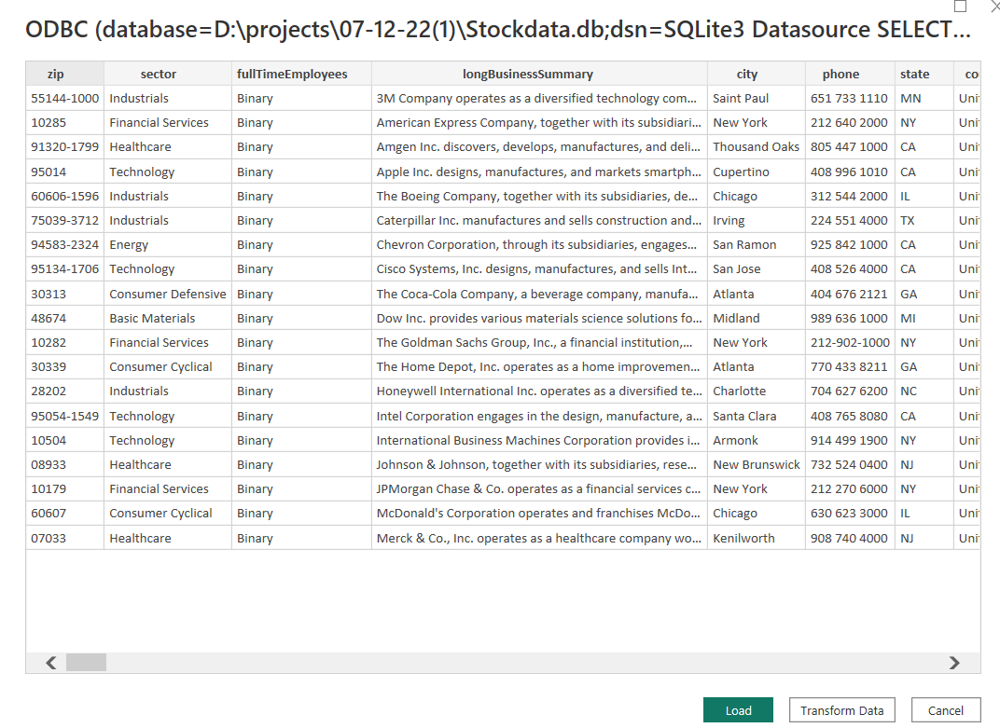 ODBC (database=D:\projects\07-12-22(1)\Stockdata.db;dsn=SQLite3 Datasource SELECT...
zip sector fullTimeEmployees longBusinessSummary city phone state co
55144-1000 Industrials Binary 3M Company operates as a diversified technology com... Saint Paul 651 733 1110 MN Uni
10285 Financial Services Binary American Express Company, together with its subsidiari... New York 212 640 2000 NY Uni
91320-1799 Healthcare Binary Amgen Inc. discovers, develops, manufactures, and deli... Thousand Oaks 805 447 1000 CA Uni
95014 Technology Binary Apple Inc. designs, manufactures, and markets smartph... Cupertino 408 996 1010 CA Uni
60606-1596 Industrials Binary The Boeing Company, together with its subsidiaries, de... Chicago 312 544 2000 IL Uni
75039-3712 Industrials Binary Caterpillar Inc. manufactures and sells construction and... Irving 224 551 4000 TX Uni
94583-2324 Energy Binary Chevron Corporation, through its subsidiaries, engages... San Ramon 925 842 1000 CA Uni
95134-1706 Technology Binary Cisco Systems, Inc. designs, manufactures, and sells Int... San Jose 408 526 4000 CA Uni
30313 Consumer Defensive Binary The Coca-Cola Company, a beverage company, manufa... Atlanta 404 676 2121 GA Uni
48674 Basic Materials Binary Dow Inc. provides various materials science solutions fo... Midland 989 636 1000 MI Uni
10282 Financial Services Binary The Goldman Sachs Group, Inc., a financial institution,... New York 212-902-1000 NY Uni
30339 Consumer Cyclical Binary The Home Depot, Inc. operates as a home improvemen... Atlanta 770 433 8211 GA Uni
28202 Industrials Binary Honeywell International Inc. operates as a diversified te... Charlotte 704 627 6200 NC Uni
95054-1549 Technology Binary Intel Corporation engages in the design, manufacture, a... Santa Clara 408 765 8080 CA Uni
10504 Technology Binary International Business Machines Corporation provides i... Armonk 914 499 1900 NY Uni
08933 Healthcare Binary Johnson & Johnson, together with its subsidiaries, rese... New Brunswick 732 524 0400 NJ Uni
10179 Financial Services Binary JPMorgan Chase & Co. operates as a financial services c... New York 212 270 6000 NY Uni
60607 Consumer Cyclical Binary McDonald's Corporation operates and franchises McDo... Chicago 630 623 3000 IL Uni
07033 Healthcare Binary Merck & Co., Inc. operates as a healthcare company wo... Kenilworth 908 740 4000 NJ Uni
Load Transform Data Cancel